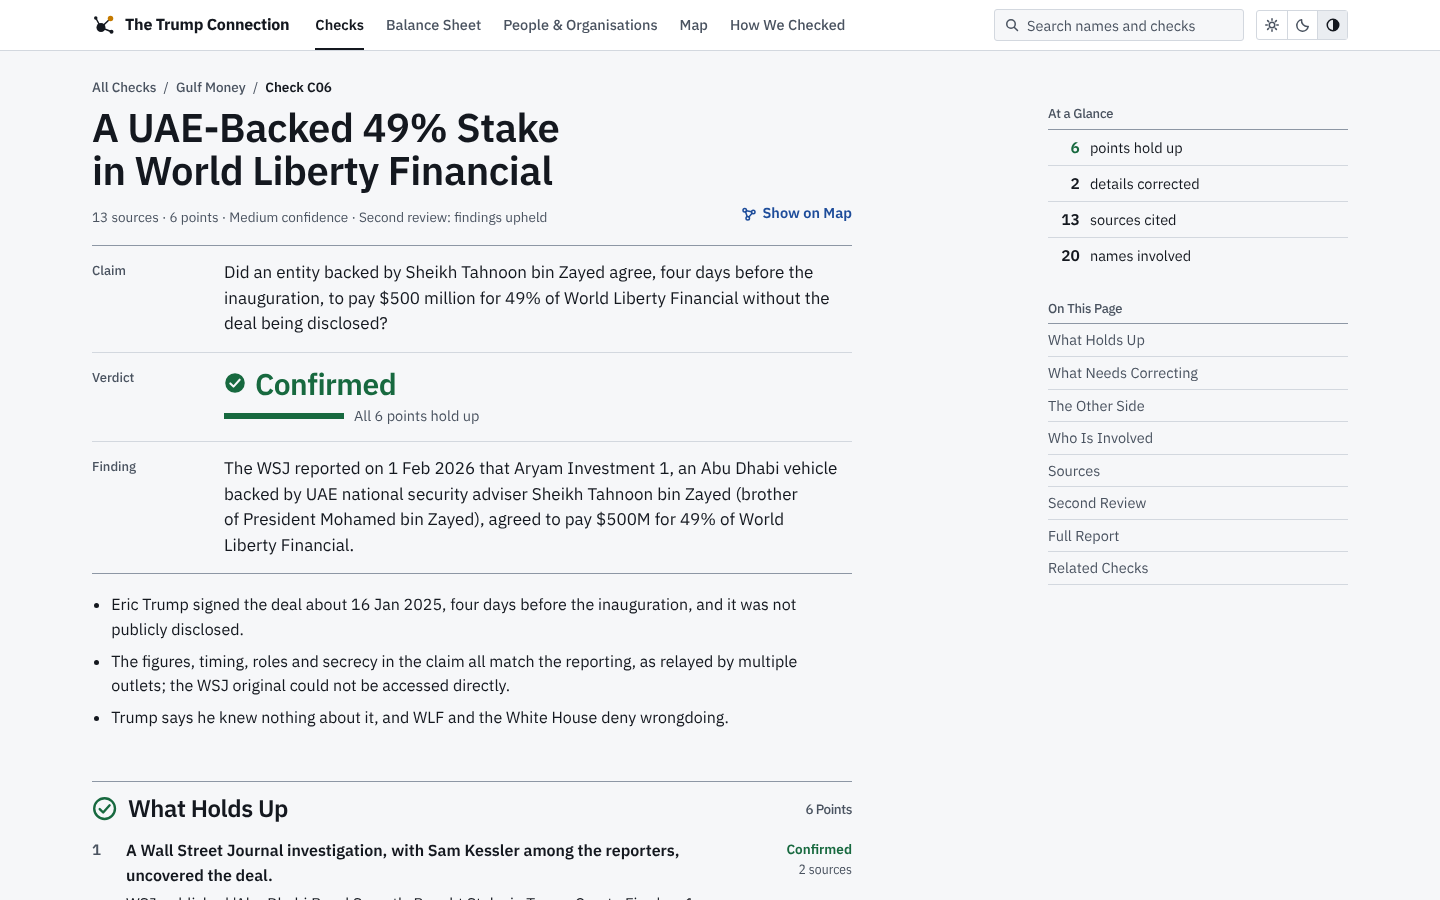 The Trump Connection
Checks
Balance Sheet
People & Organisations
Map
How We Checked
Search names and checks
All Checks / Gulf Money / Check C06
A UAE-Backed 49% Stake
in World Liberty Financial
13 sources · 6 points · Medium confidence · Second review: findings upheld
Show on Map
Claim
Did an entity backed by Sheikh Tahnoon bin Zayed agree, four days before the
inauguration, to pay $500 million for 49% of World Liberty Financial without the
deal being disclosed?
Verdict
Confirmed
All 6 points hold up
Finding
The WSJ reported on 1 Feb 2026 that Aryam Investment 1, an Abu Dhabi vehicle
backed by UAE national security adviser Sheikh Tahnoon bin Zayed (brother
of President Mohamed bin Zayed), agreed to pay $500M for 49% of World
Liberty Financial.
• Eric Trump signed the deal about 16 Jan 2025, four days before the inauguration, and it was not
publicly disclosed.
• The figures, timing, roles and secrecy in the claim all match the reporting, as relayed by multiple
outlets; the WSJ original could not be accessed directly.
• Trump says he knew nothing about it, and WLF and the White House deny wrongdoing.
What Holds Up
6 Points
1 A Wall Street Journal investigation, with Sam Kessler among the reporters,
uncovered the deal.
Confirmed
2 sources
At a Glance
6 points hold up
2 details corrected
13 sources cited
20 names involved
On This Page
What Holds Up
What Needs Correcting
The Other Side
Who Is Involved
Sources
Second Review
Full Report
Related Checks